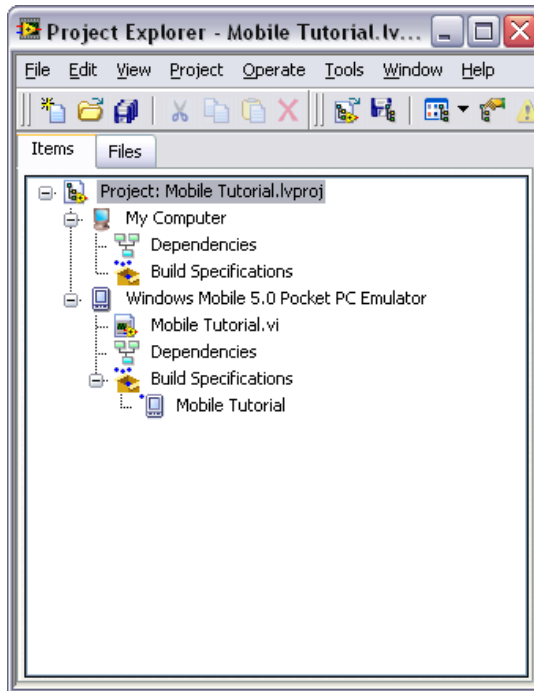 Project Explorer - Mobile Tutorial.lv...
File Edit View Project Operate Tools Window Help
Items Files
Project: Mobile Tutorial.lvproj
My Computer
Dependencies
Build Specifications
Windows Mobile 5.0 Pocket PC Emulator
Mobile Tutorial.vi
Dependencies
Build Specifications
Mobile Tutorial